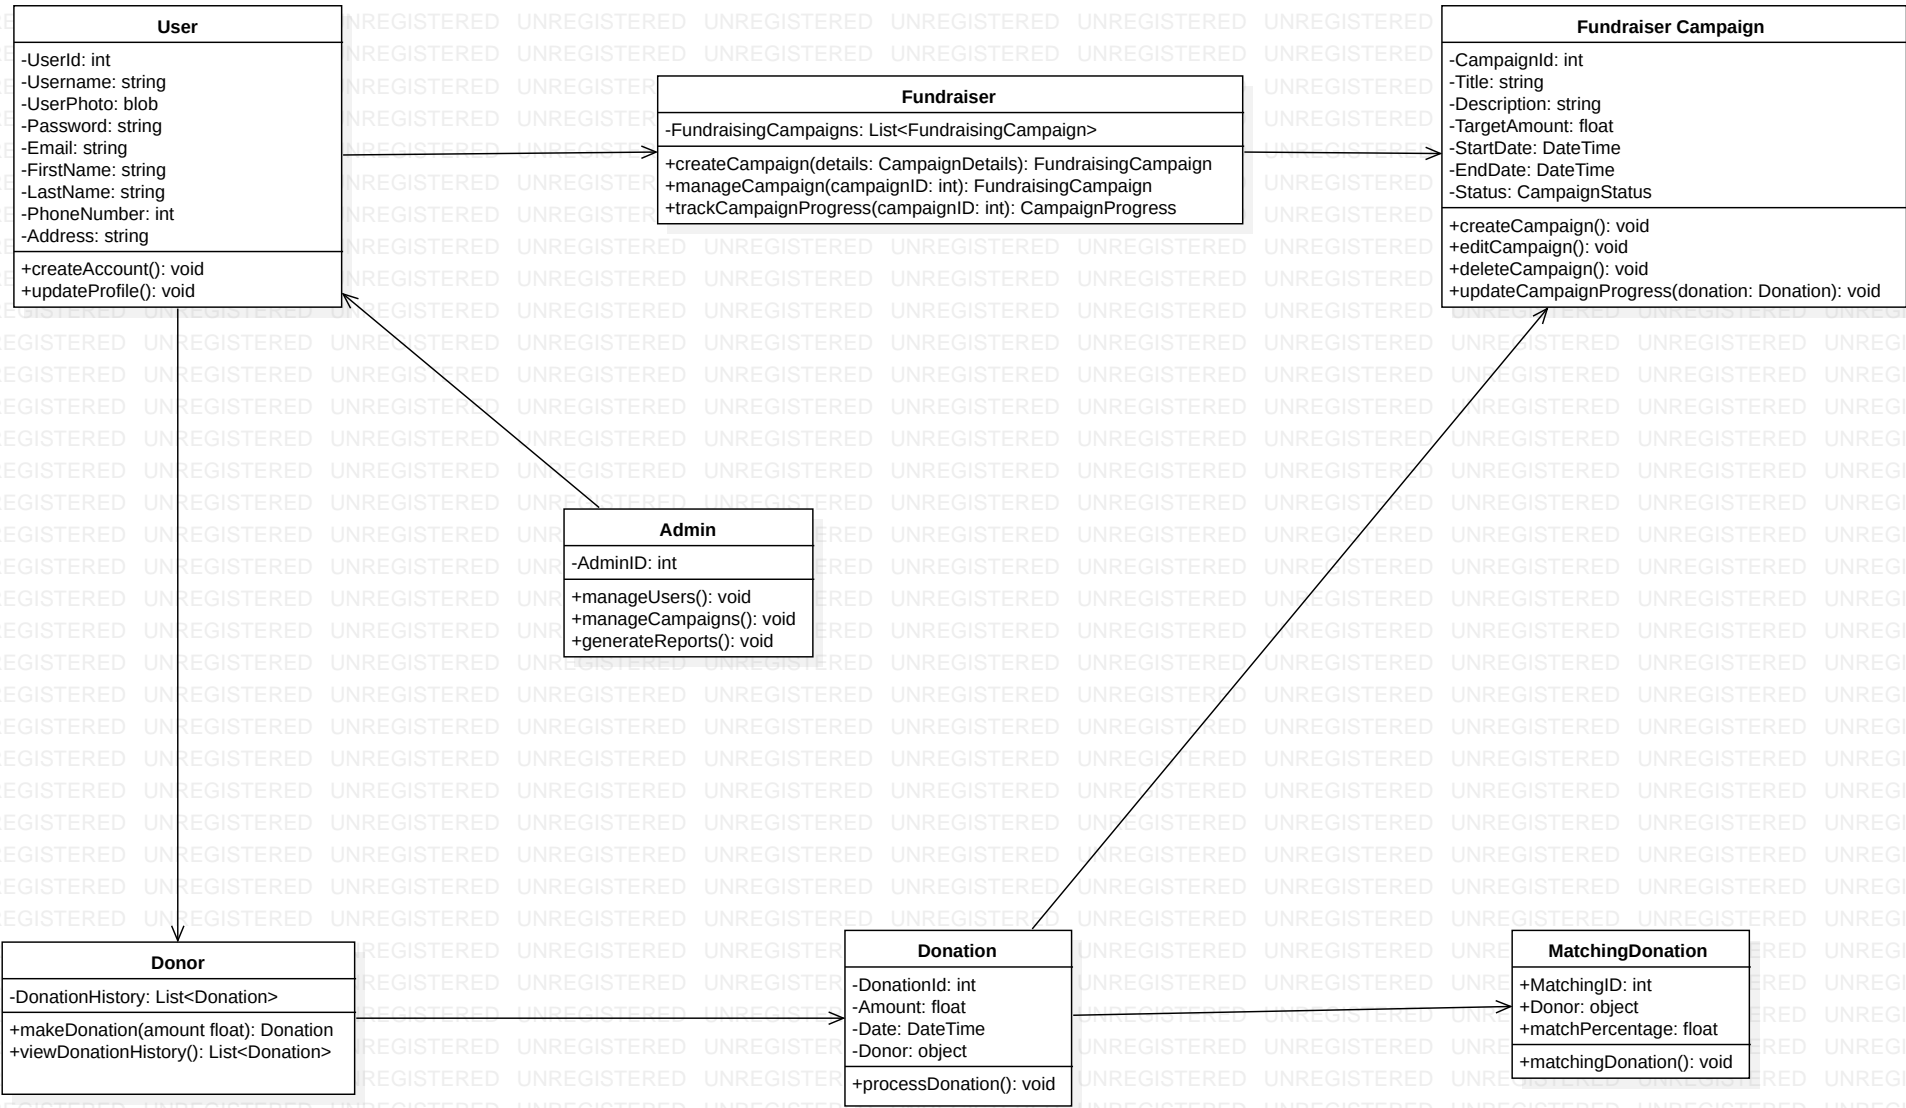 User
-UserId: int
-Username: string
-UserPhoto: blob
-Password: string
-Email: string
-FirstName: string
-LastName: string
-PhoneNumber: int
-Address: string
+createAccount(): void
+updateProfile(): void
Fundraiser
-FundraisingCampaigns: List<FundraisingCampaign>
+createCampaign(details: CampaignDetails): FundraisingCampaign
+manageCampaign(campaignID: int): FundraisingCampaign
+trackCampaignProgress(campaignID: int): CampaignProgress
Fundraiser Campaign
-CampaignId: int
-Title: string
-Description: string
-TargetAmount: float
-StartDate: DateTime
-EndDate: DateTime
-Status: CampaignStatus
+createCampaign(): void
+editCampaign(): void
+deleteCampaign(): void
+updateCampaignProgress(donation: Donation): void
Admin
-AdminID: int
+manageUsers(): void
+manageCampaigns(): void
+generateReports(): void
Donor
-DonationHistory: List<Donation>
+makeDonation(amount float): Donation
+viewDonationHistory(): List<Donation>
Donation
-DonationId: int
-Amount: float
-Date: DateTime
-Donor: object
+processDonation(): void
MatchingDonation
+MatchingID: int
+Donor: object
+matchPercentage: float
+matchingDonation(): void
UNREGISTERED